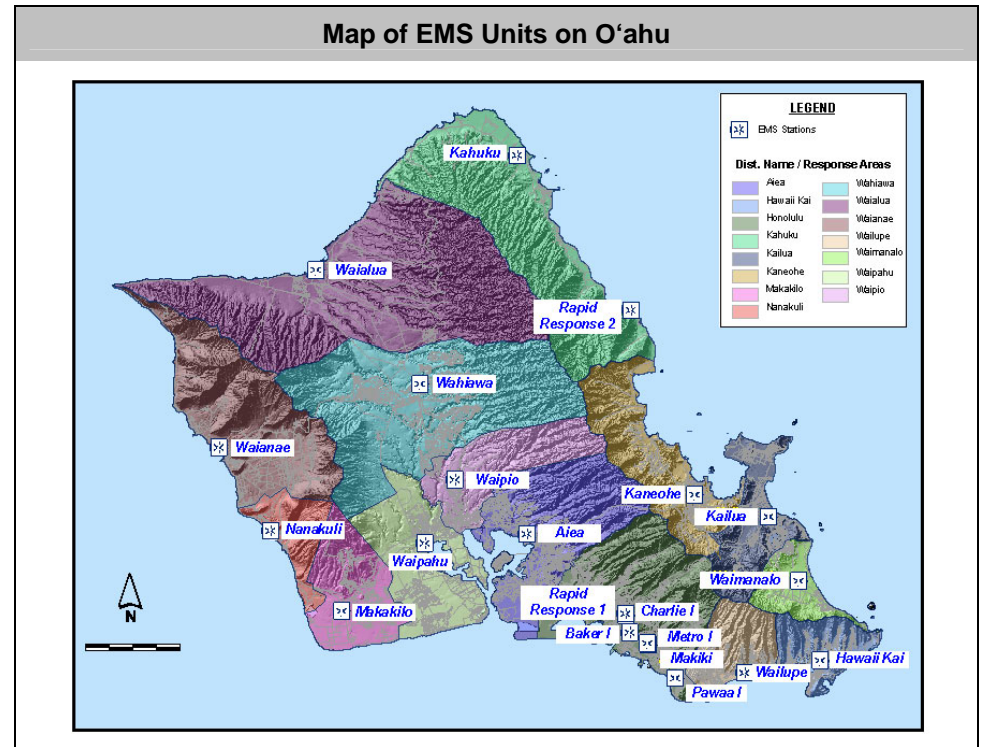 Map of EMS Units on O‘ahu
LEGEND
EMS Stations
Dist. Name / Response Areas
Aiea
Hawaii Kai
Honolulu
Kahuku
Kailua
Kaneohe
Makakilo
Nanakuli
Wahiawa
Waialua
Waianae
Wailupe
Waimanalo
Waipahu
Waipio
Kahuku
Waialua
Rapid
Response 2
Wahiawa
Waianae
Waipio
Kaneohe
Kailua
Nanakuli
Aiea
Waipahu
Waimanalo
Rapid
Response 1
Makakilo
Charlie I
Baker I
Metro I
Makiki
Wailupe
Hawaii Kai
Pawaa I
N